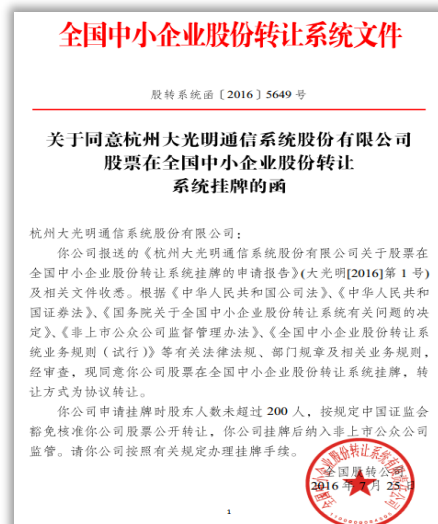 全国中小企业股份转让系统文件
股转系统函〔2016〕5649 号
关于同意杭州大光明通信系统股份有限公司
股票在全国中小企业股份转让
系统挂牌的函
杭州大光明通信系统股份有限公司：
你公司报送的《杭州大光明通信系统股份有限公司关于股票在
全国中小企业股份转让系统挂牌的申请报告》(大光明[2016]第 1 号)
及相关文件收悉。根据《中华人民共和国公司法》、《中华人民共和
国证券法》、《国务院关于全国中小企业股份转让系统有关问题的决
定》、《非上市公众公司监督管理办法》、《全国中小企业股份转让系
统业务规则（试行）》等有关法律法规、部门规章及相关业务规则，
经审查，现同意你公司股票在全国中小企业股份转让系统挂牌，转
让方式为协议转让。
你公司申请挂牌时股东人数未超过 200 人，按规定中国证监会
豁免核准你公司股票公开转让，你公司挂牌后纳入非上市公众公司
监管。请你公司按照有关规定办理挂牌手续。
全国中小企业股份转让系统有限责任公司
全国股转公司
2016 年 7 月 25 日
1